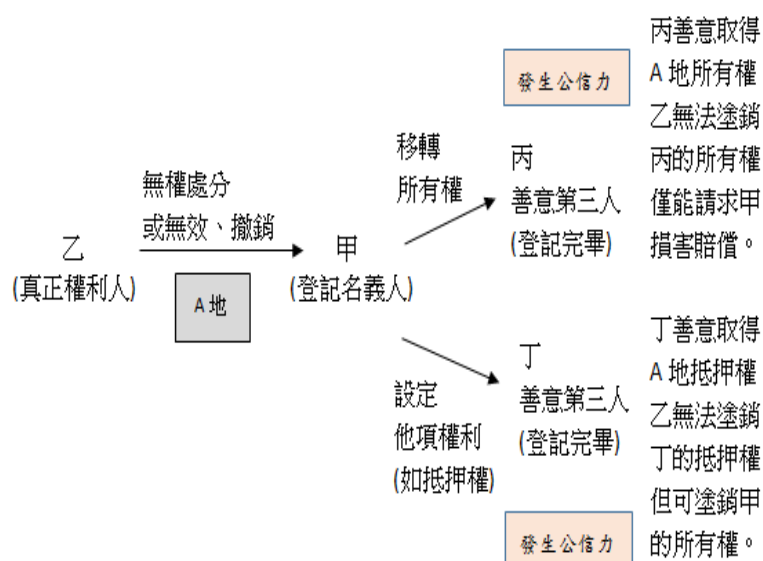 發生公信力
丙善意取得
A 地所有權
乙無法塗銷
丙的所有權
僅能請求甲
損害賠償。
移轉
所有權
丙
善意第三人
(登記完畢)
無權處分
或無效、撤銷
乙
(真正權利人)
A 地
甲
(登記名義人)
設定
他項權利
(如抵押權)
丁
善意第三人
(登記完畢)
丁善意取得
A 地抵押權
乙無法塗銷
丁的抵押權
但可塗銷甲
的所有權。
發生公信力